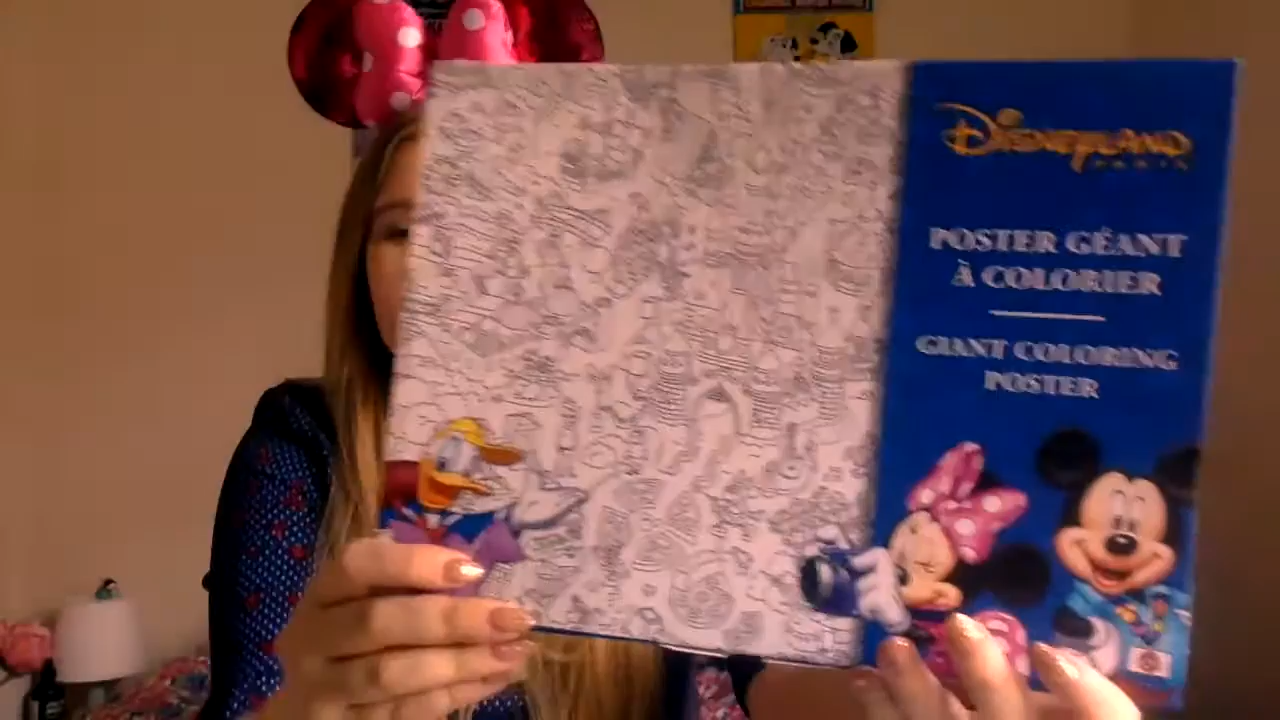 Disneyland
PARIS
POSTER GÉANT
À COLORIER
GIANT COLORING
POSTER